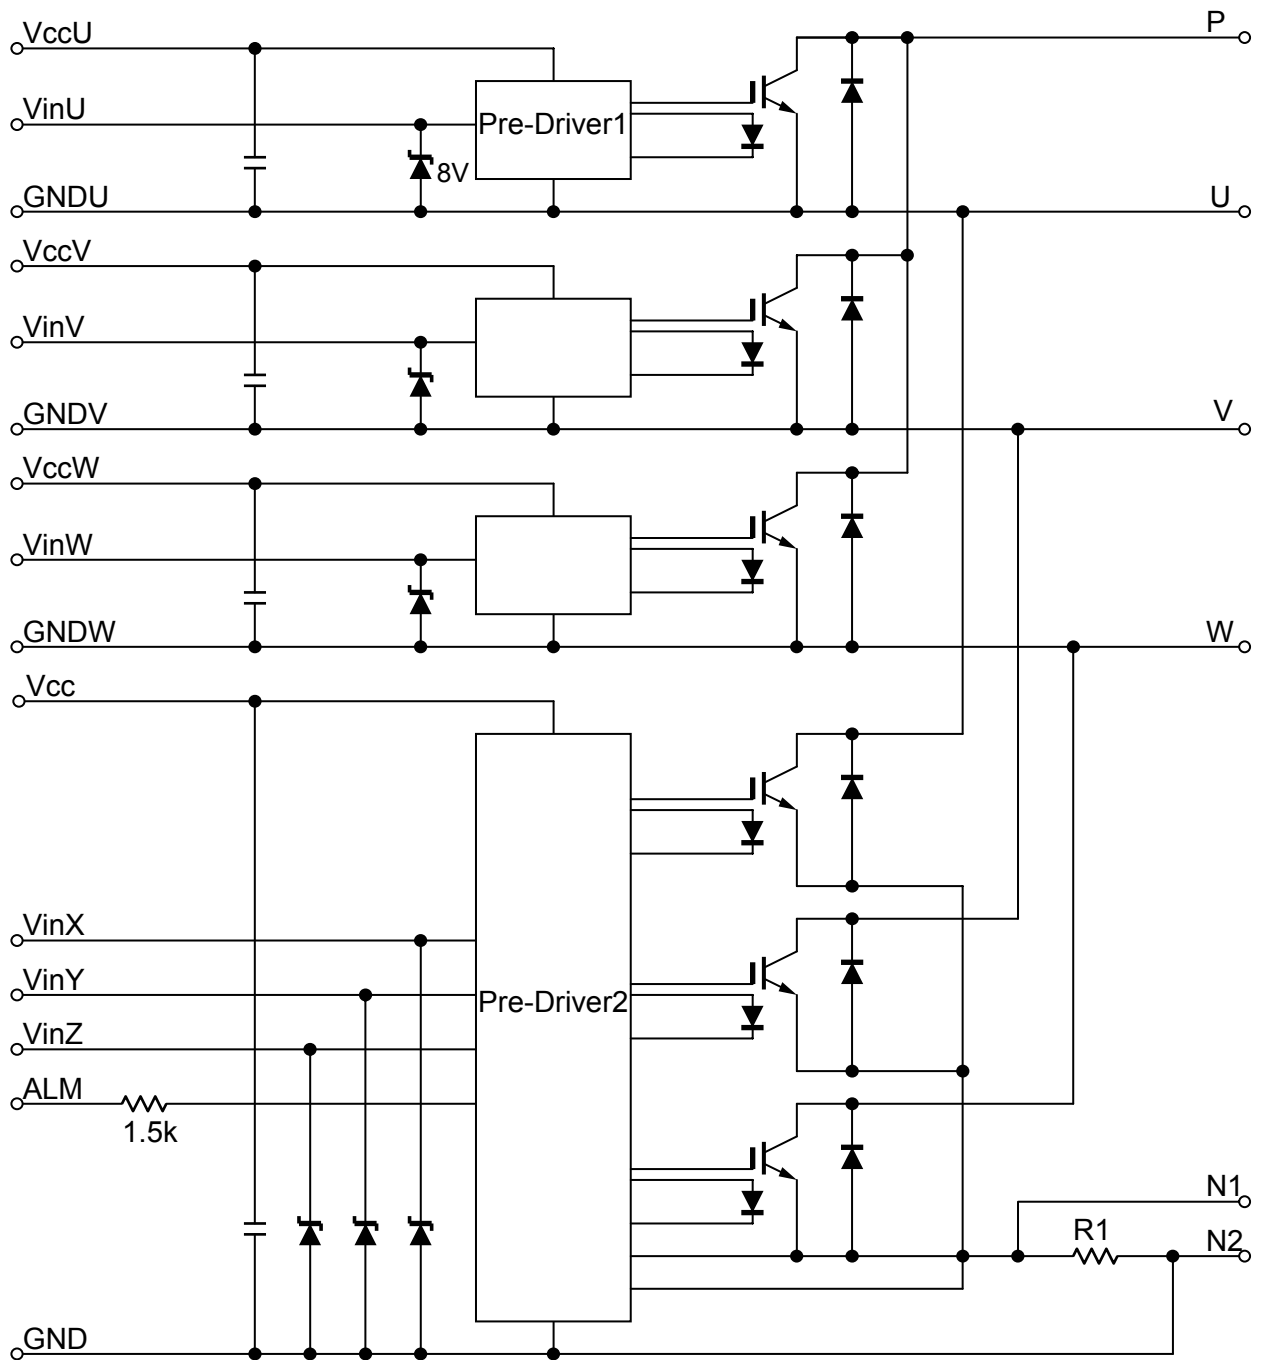 VccU
P
VinU
Pre-Driver1
8V
GNDU
U
VccV
VinV
GNDV
V
VccW
VinW
GNDW
W
Vcc
VinX
VinY
Pre-Driver2
VinZ
ALM
1.5k
N1
R1
N2
GND